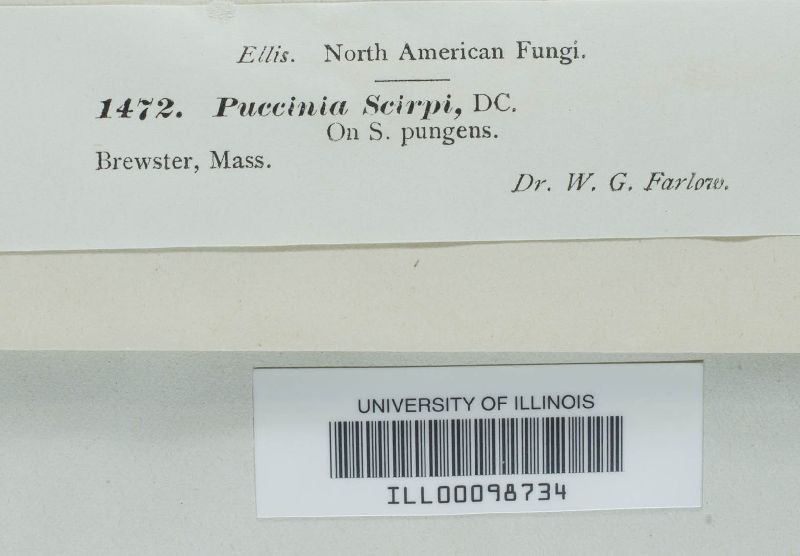 Ellis. North American Fungi.
1472. Puccinia Scirpi, DC.
On S. pungens.
Brewster, Mass.
Dr. W. G. Farlow.
UNIVERSITY OF ILLINOIS
ILL00098734